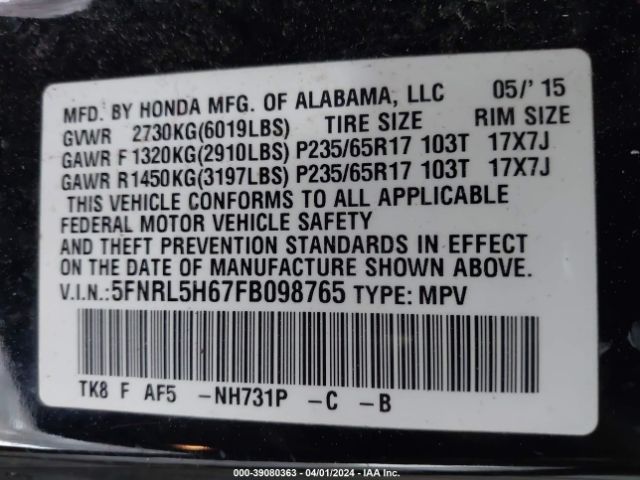 MFD. BY HONDA MFG. OF ALABAMA, LLC 05/' 15
GVWR 2730KG(6019LBS) TIRE SIZE RIM SIZE
GAWR F 1320KG(2910LBS) P235/65R17 103T 17X7J
GAWR R1450KG(3197LBS) P235/65R17 103T 17X7J
THIS VEHICLE CONFORMS TO ALL APPLICABLE
FEDERAL MOTOR VEHICLE SAFETY
AND THEFT PREVENTION STANDARDS IN EFFECT
ON THE DATE OF MANUFACTURE SHOWN ABOVE.
V.I.N.:5FNRL5H67FB098765 TYPE: MPV
TK8 F AF5 -NH731P -C -B
000-39080363 - 04/01/2024 - IAA Inc.